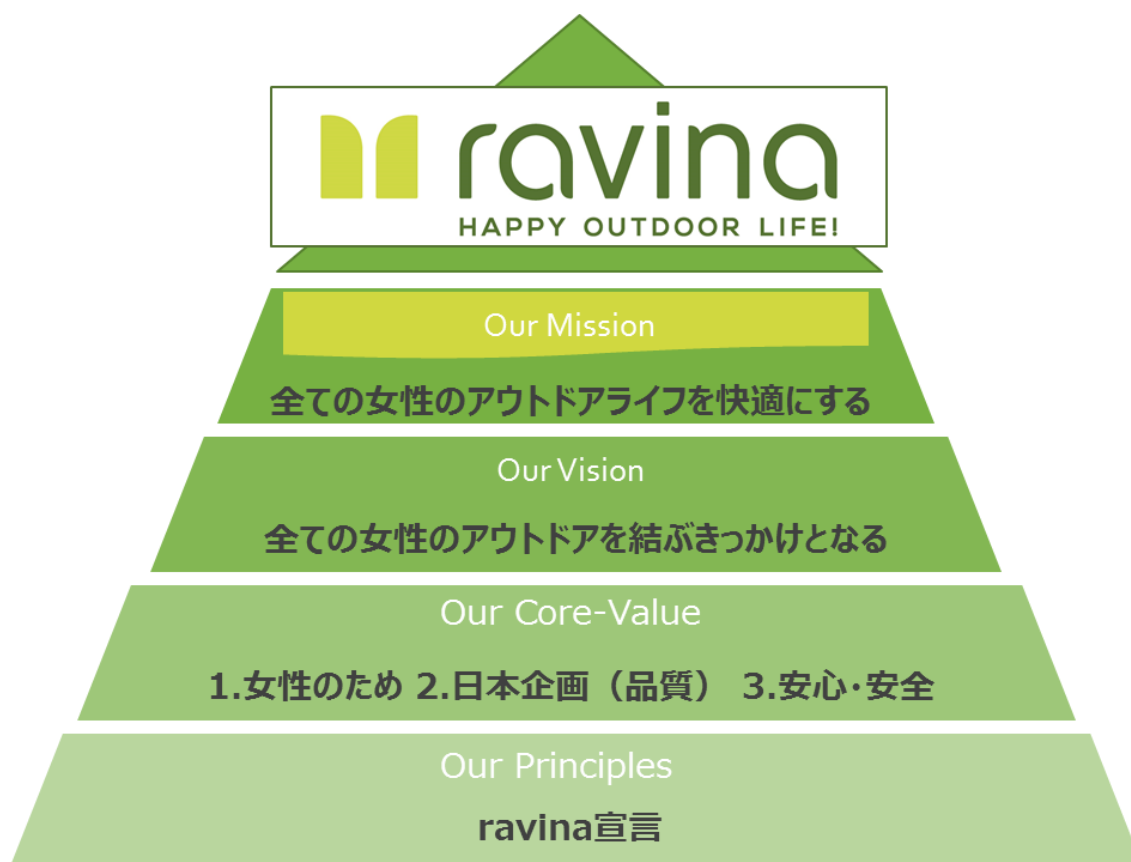 ravina
HAPPY OUTDOOR LIFE!
Our Mission
全ての女性のアウトドアライフを快適にする
Our Vision
全ての女性のアウトドアを結ぶきっかけとなる
Our Core-Value
1.女性のため 2.日本企画（品質） 3.安心・安全
Our Principles
ravina宣言